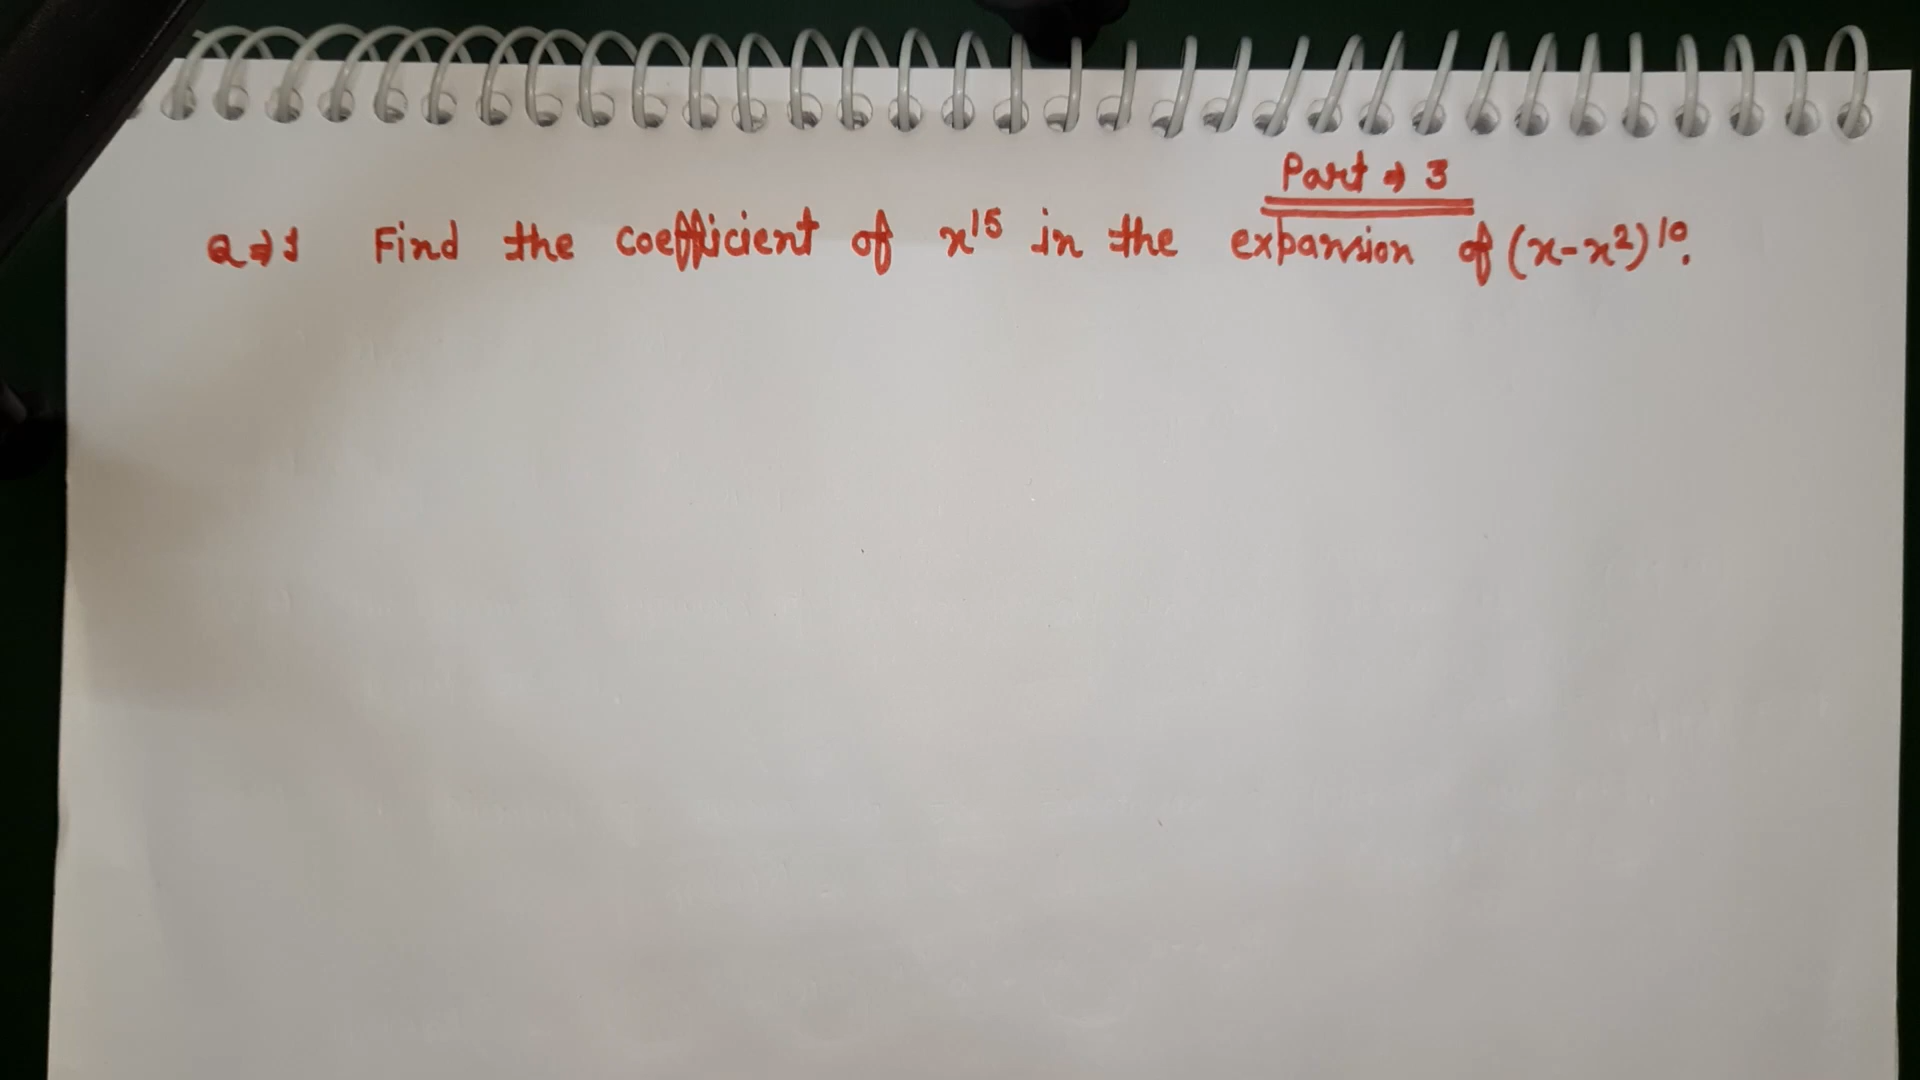 Part ⇒ 3
Q⇒1 Find the coefficient of x¹⁵ in the expansion of (x-x²)¹⁰.